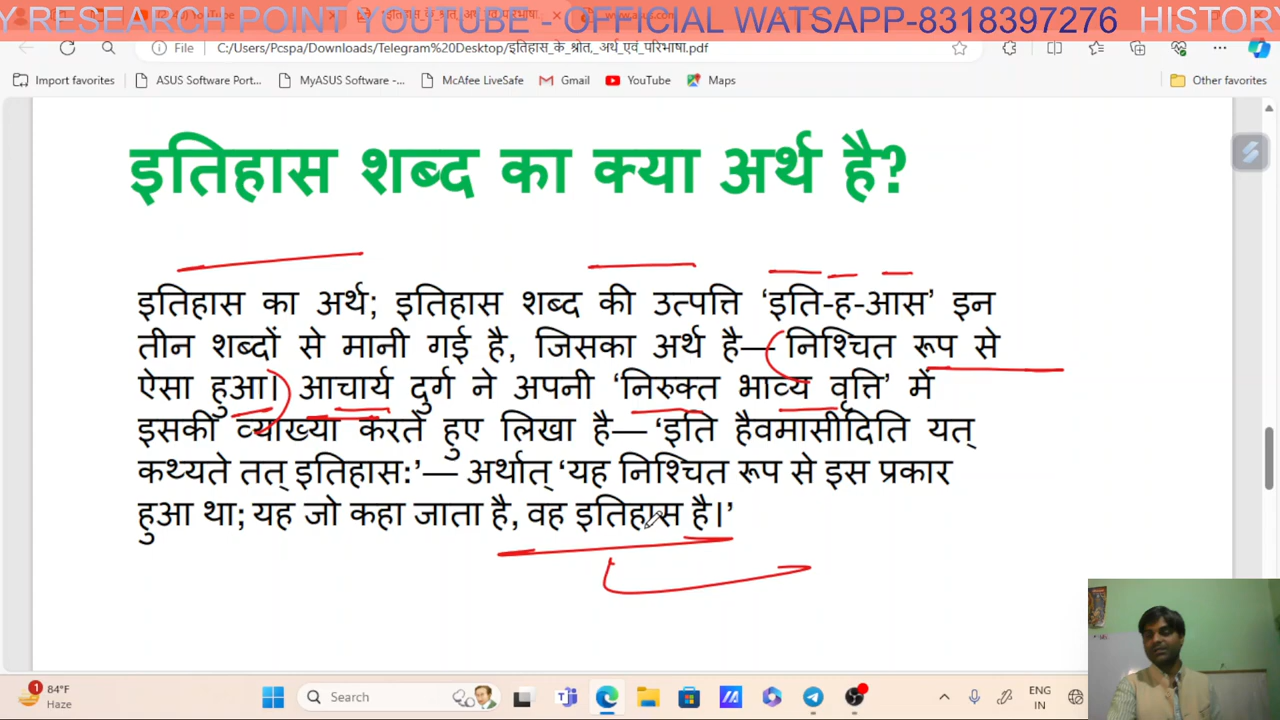 Y RESEARCH POINT YOUTUBE - OFFICIAL WATSAPP-8318397276 HISTORY
File C:/Users/Pcspa/Downloads/Telegram%20Desktop/इतिहास_के_श्रोत,_अर्थ_एवं_परिभाषा.pdf
Import favorites ASUS Software Port... MyASUS Software -... McAfee LiveSafe Gmail YouTube Maps Other favorites
इतिहास शब्द का क्या अर्थ है?
इतिहास का अर्थ; इतिहास शब्द की उत्पत्ति ‘इति-ह-आस’ इन
तीन शब्दों से मानी गई है, जिसका अर्थ है— निश्चित रूप से
ऐसा हुआ। आचार्य दुर्ग ने अपनी ‘निरुक्त भाव्य वृत्ति’ में
इसकी व्याख्या करते हुए लिखा है— ‘इति हैवमासीदिति यत्
कथ्यते तत् इतिहास:’— अर्थात् ‘यह निश्चित रूप से इस प्रकार
हुआ था; यह जो कहा जाता है, वह इतिहास है।’
1 84°F
Haze
Search
ENG
IN